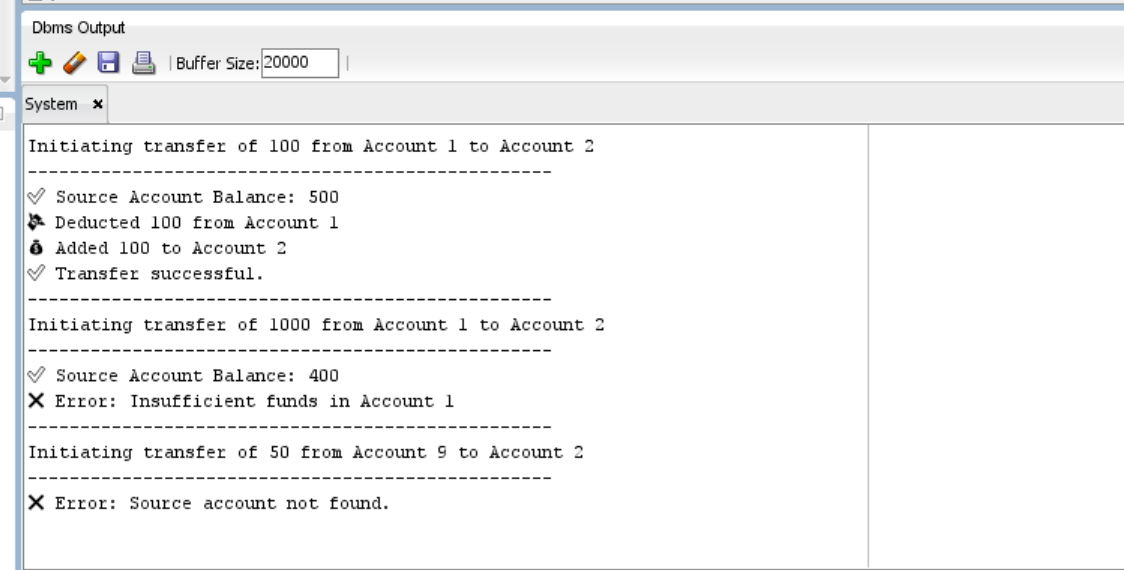 Dbms Output
Buffer Size: 20000
System
Initiating transfer of 100 from Account 1 to Account 2
--------------------------------------------------
✅ Source Account Balance: 500
💸 Deducted 100 from Account 1
💰 Added 100 to Account 2
✅ Transfer successful.
--------------------------------------------------
Initiating transfer of 1000 from Account 1 to Account 2
--------------------------------------------------
✅ Source Account Balance: 400
❌ Error: Insufficient funds in Account 1
--------------------------------------------------
Initiating transfer of 50 from Account 9 to Account 2
--------------------------------------------------
❌ Error: Source account not found.